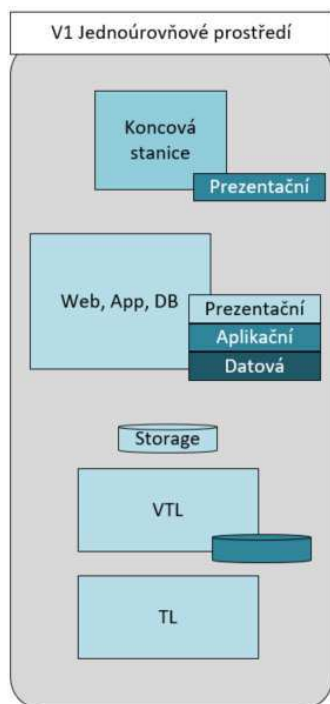 V1 Jednoúrovňové prostředí
Koncová
stanice
Prezentační
Web, App, DB
Prezentační
Aplikační
Datová
Storage
VTL
TL